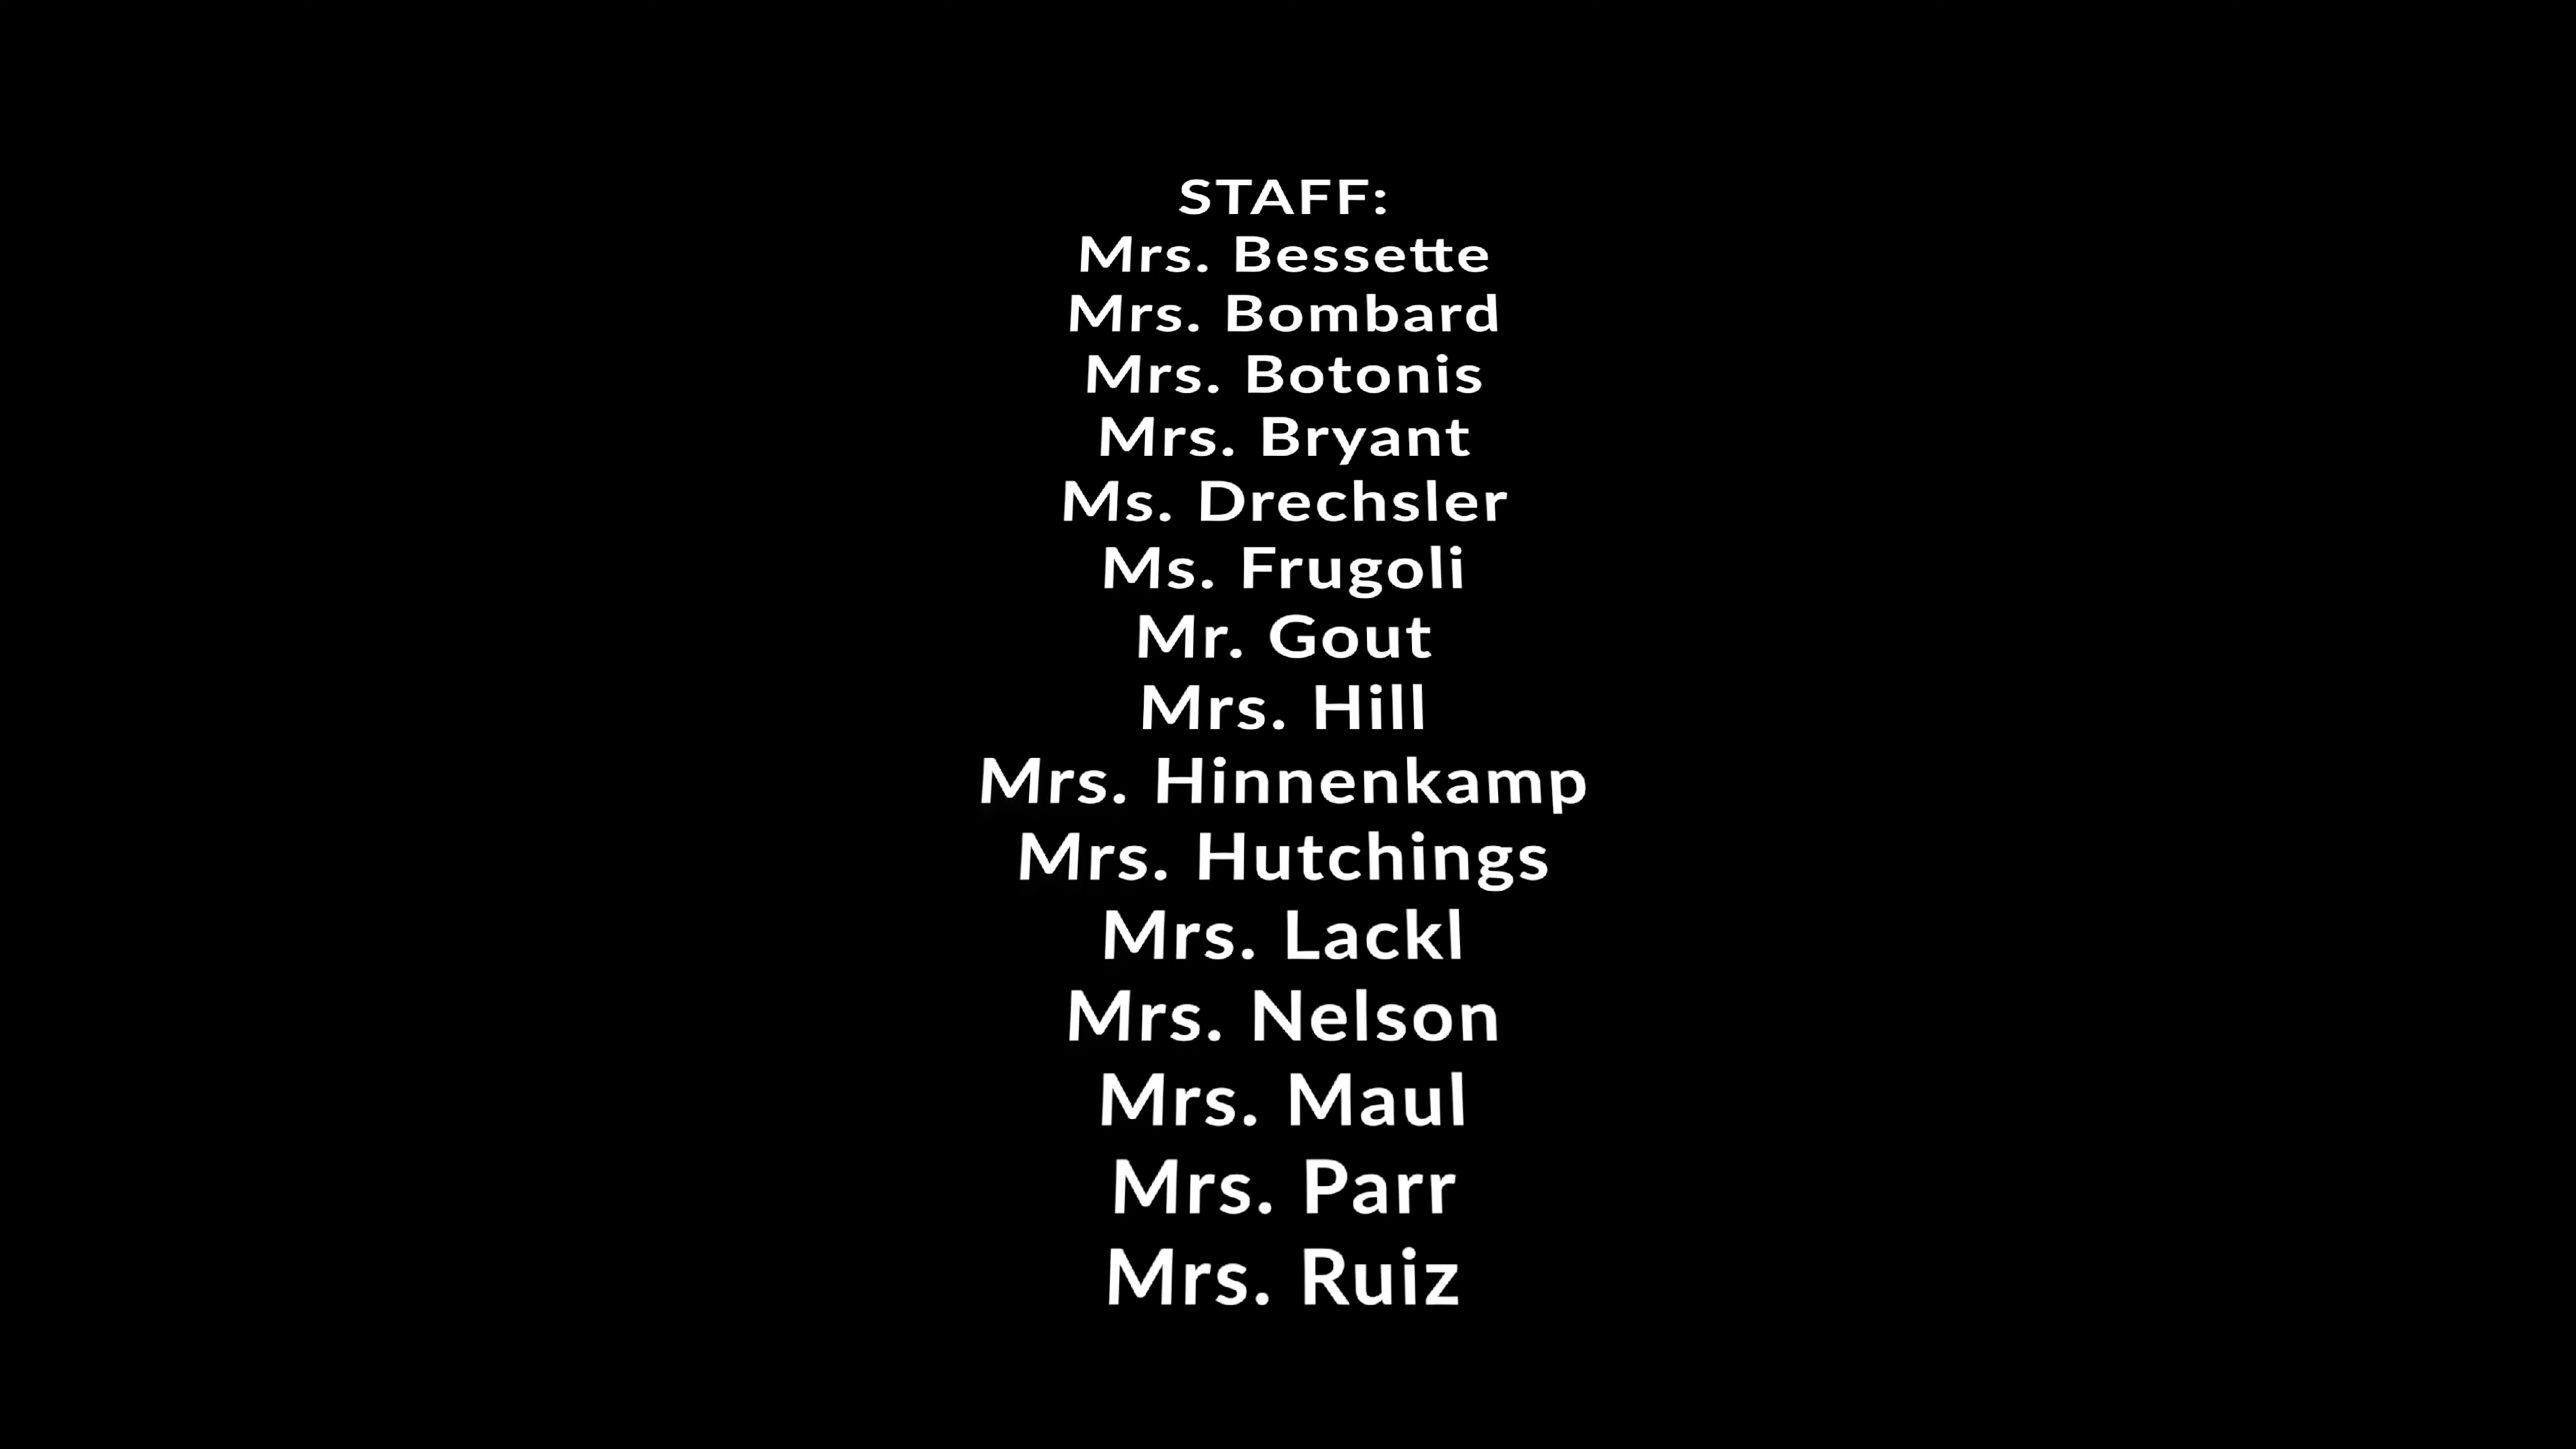 STAFF:
Mrs. Bessette
Mrs. Bombard
Mrs. Botonis
Mrs. Bryant
Ms. Drechsler
Ms. Frugoli
Mr. Gout
Mrs. Hill
Mrs. Hinnenkamp
Mrs. Hutchings
Mrs. Lackl
Mrs. Nelson
Mrs. Maul
Mrs. Parr
Mrs. Ruiz